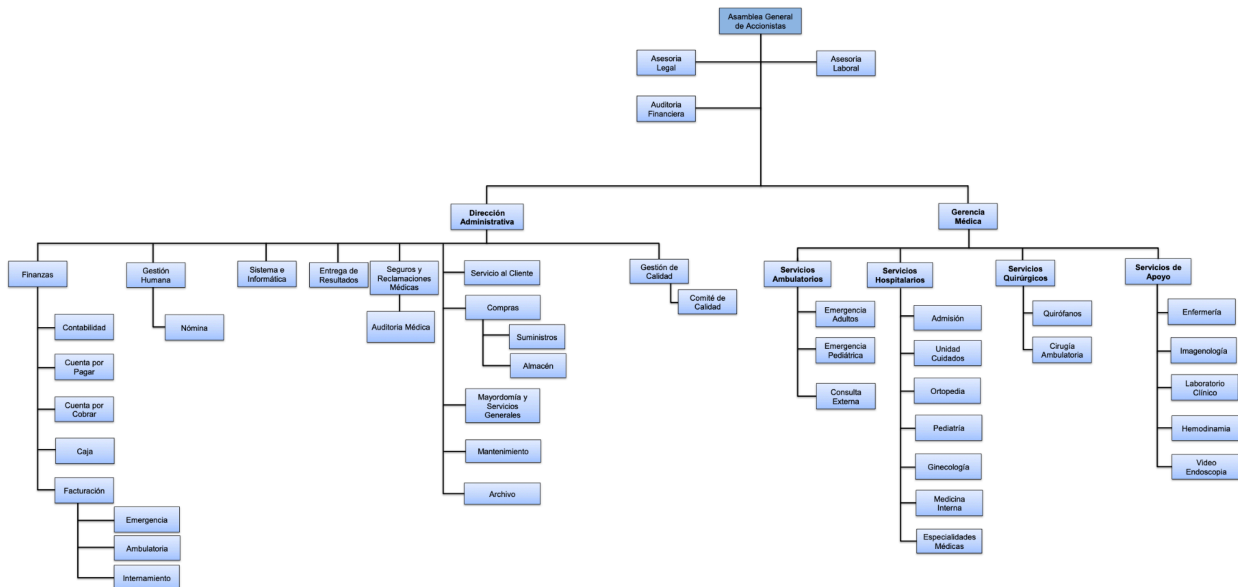 Asamblea General
de Accionistas
Asesoria
Legal
Asesoria
Laboral
Auditoria
Financiera
Dirección
Administrativa
Gerencia
Médica
Finanzas
Gestión
Humana
Sistema e
Informática
Entrega de
Resultados
Seguros y
Reclamaciones
Médicas
Servicio al Cliente
Gestión de
Calidad
Servicios
Ambulatorios
Servicios
Hospitalarios
Servicios
Quirúrgicos
Servicios de
Apoyo
Contabilidad
Cuenta por
Pagar
Cuenta por
Cobrar
Caja
Facturación
Emergencia
Ambulatoria
Internamiento
Nómina
Auditoria Médica
Compras
Suministros
Almacén
Mayordomía y
Servicios
Generales
Mantenimiento
Archivo
Comité de
Calidad
Emergencia
Adultos
Emergencia
Pediátrica
Consulta
Externa
Admisión
Unidad
Cuidados
Ortopedia
Pediatría
Ginecología
Medicina
Interna
Especialidades
Médicas
Quirófanos
Cirugía
Ambulatoria
Enfermería
Imagenología
Laboratorio
Clínico
Hemodinamia
Video
Endoscopia